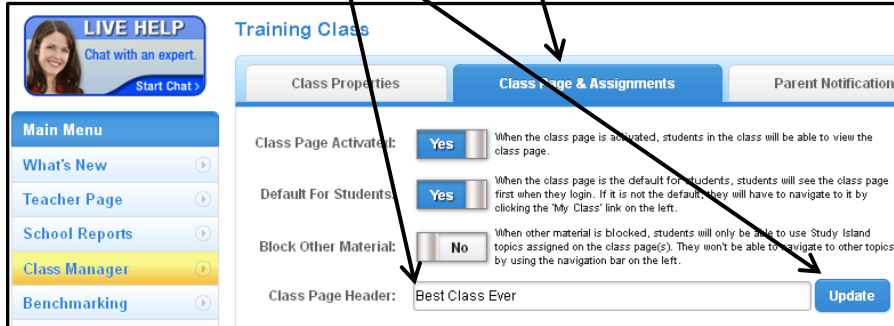 LIVE HELP
Chat with an expert.
Start Chat >
Training Class
Class Properties
Class Page & Assignments
Parent Notification
Main Menu
What's New
Teacher Page
School Reports
Class Manager
Benchmarking
Class Page Activated:
Yes
When the class page is activated, students in the class will be able to view the
class page.
Default For Students:
Yes
When the class page is the default for students, students will see the class page
first when they login. If it is not the default, they will have to navigate to it by
clicking the 'My Class' link on the left.
Block Other Material:
No
When other material is blocked, students will only be able to use Study Island
topics assigned on the class page(s). They won't be able to navigate to other topics
by using the navigation bar on the left.
Class Page Header:
Best Class Ever
Update